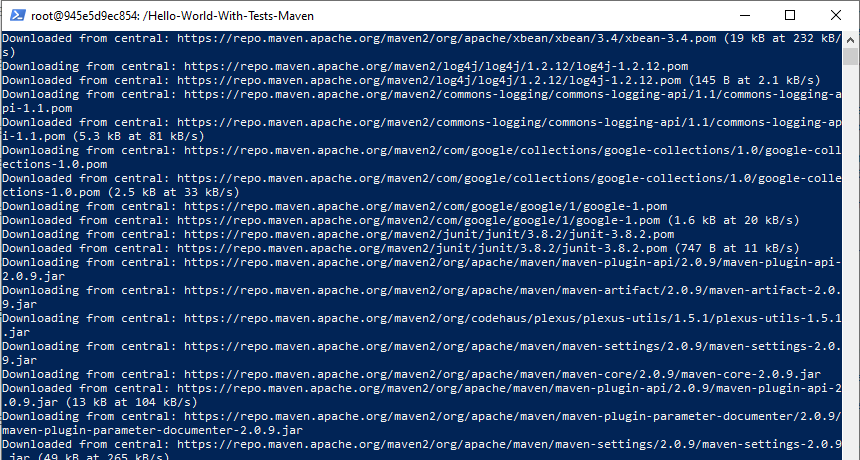 root@945e5d9ec854: /Hello-World-With-Tests-Maven
Downloaded from central: https://repo.maven.apache.org/maven2/org/apache/xbean/xbean/3.4/xbean-3.4.pom (19 kB at 232 kB/
s)
Downloading from central: https://repo.maven.apache.org/maven2/log4j/log4j/1.2.12/log4j-1.2.12.pom
Downloaded from central: https://repo.maven.apache.org/maven2/log4j/log4j/1.2.12/log4j-1.2.12.pom (145 B at 2.1 kB/s)
Downloading from central: https://repo.maven.apache.org/maven2/commons-logging/commons-logging-api/1.1/commons-logging-a
pi-1.1.pom
Downloaded from central: https://repo.maven.apache.org/maven2/commons-logging/commons-logging-api/1.1/commons-logging-ap
i-1.1.pom (5.3 kB at 81 kB/s)
Downloading from central: https://repo.maven.apache.org/maven2/com/google/collections/google-collections/1.0/google-coll
ections-1.0.pom
Downloaded from central: https://repo.maven.apache.org/maven2/com/google/collections/google-collections/1.0/google-colle
ctions-1.0.pom (2.5 kB at 33 kB/s)
Downloading from central: https://repo.maven.apache.org/maven2/com/google/google/1/google-1.pom
Downloaded from central: https://repo.maven.apache.org/maven2/com/google/google/1/google-1.pom (1.6 kB at 20 kB/s)
Downloading from central: https://repo.maven.apache.org/maven2/junit/junit/3.8.2/junit-3.8.2.pom
Downloaded from central: https://repo.maven.apache.org/maven2/junit/junit/3.8.2/junit-3.8.2.pom (747 B at 11 kB/s)
Downloading from central: https://repo.maven.apache.org/maven2/org/apache/maven/maven-plugin-api/2.0.9/maven-plugin-api-
2.0.9.jar
Downloading from central: https://repo.maven.apache.org/maven2/org/apache/maven/maven-artifact/2.0.9/maven-artifact-2.0.
9.jar
Downloading from central: https://repo.maven.apache.org/maven2/org/codehaus/plexus/plexus-utils/1.5.1/plexus-utils-1.5.1
.jar
Downloading from central: https://repo.maven.apache.org/maven2/org/apache/maven/maven-settings/2.0.9/maven-settings-2.0.
9.jar
Downloading from central: https://repo.maven.apache.org/maven2/org/apache/maven/maven-core/2.0.9/maven-core-2.0.9.jar
Downloaded from central: https://repo.maven.apache.org/maven2/org/apache/maven/maven-plugin-api/2.0.9/maven-plugin-api-2
.0.9.jar (13 kB at 104 kB/s)
Downloading from central: https://repo.maven.apache.org/maven2/org/apache/maven/maven-plugin-parameter-documenter/2.0.9/
maven-plugin-parameter-documenter-2.0.9.jar
Downloaded from central: https://repo.maven.apache.org/maven2/org/apache/maven/maven-settings/2.0.9/maven-settings-2.0.9
.jar (49 kB at 265 kB/s)